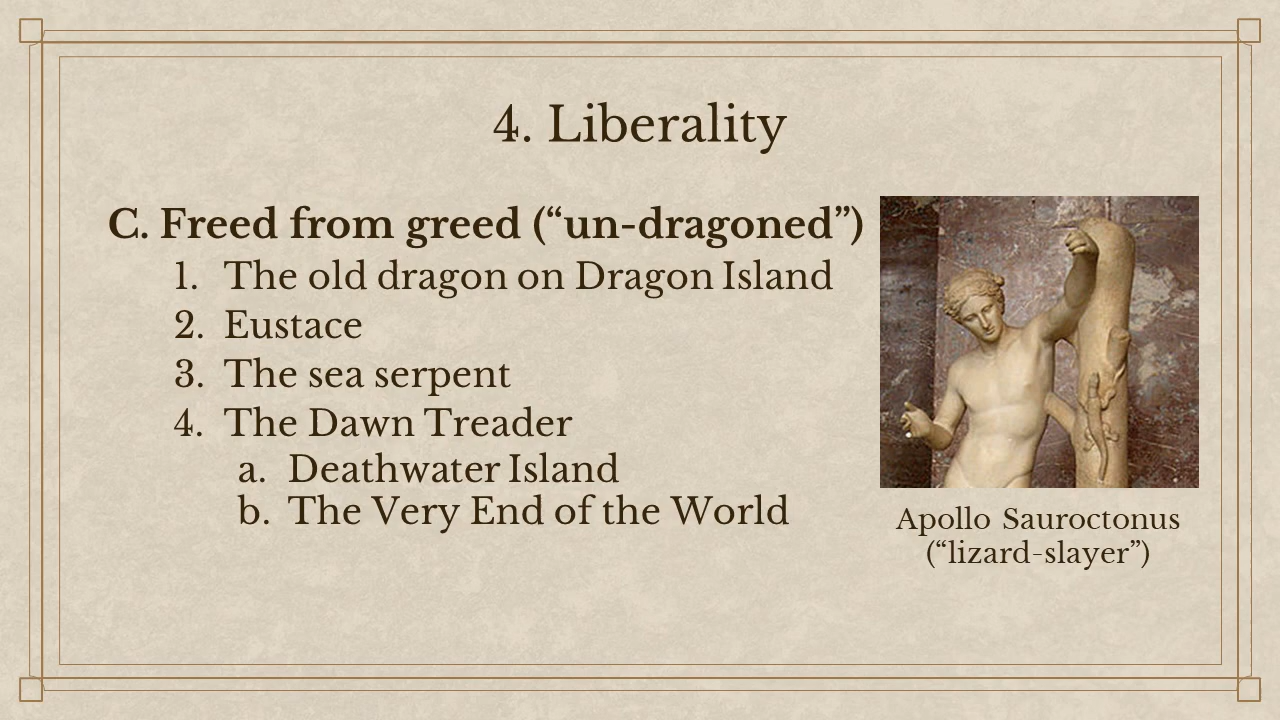 4. Liberality
C. Freed from greed (“un-dragoned”)
1. The old dragon on Dragon Island
2. Eustace
3. The sea serpent
4. The Dawn Treader
a. Deathwater Island
b. The Very End of the World
Apollo Sauroctonus
(“lizard-slayer”)